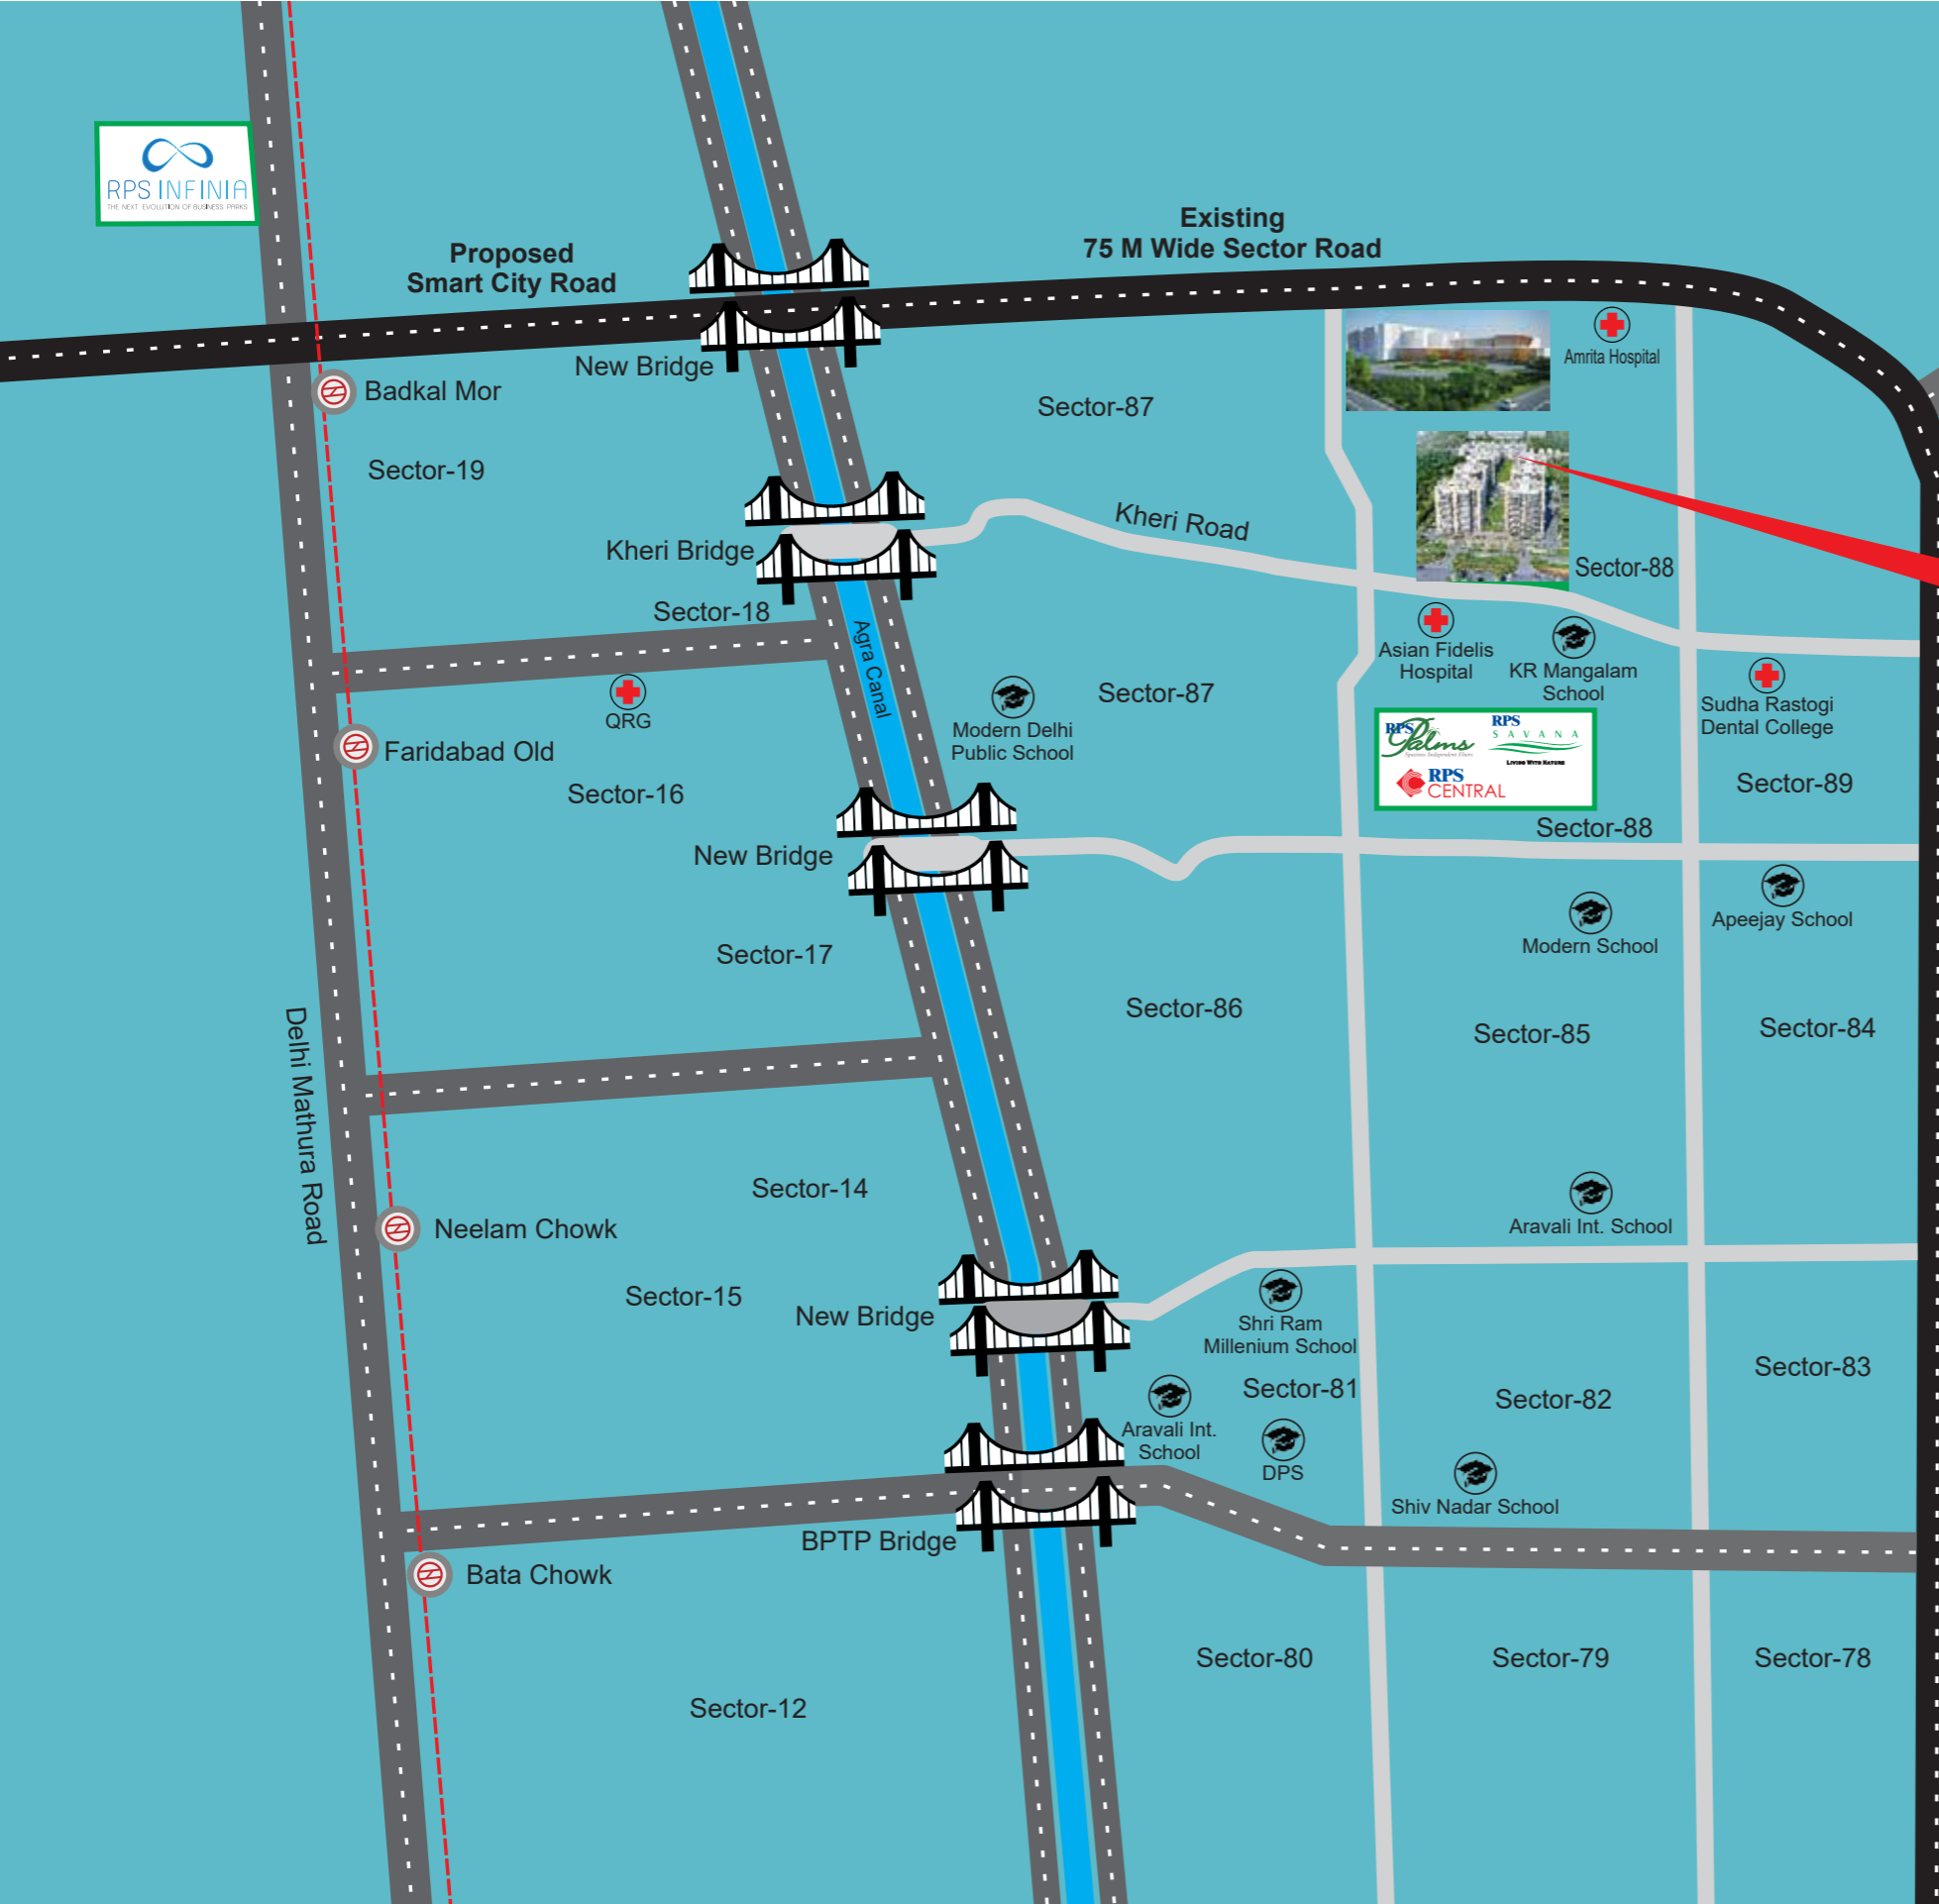 RPS INFINIA
THE NEXT EVOLUTION OF BUSINESS PARKS
Proposed
Smart City Road
Existing
75 M Wide Sector Road
New Bridge
Amrita Hospital
Badkal Mor
Sector-87
Sector-19
Kheri Road
Kheri Bridge
Sector-88
Sector-18
Agra Canal
Asian Fidelis
Hospital
KR Mangalam
School
QRG
Modern Delhi
Public School
Sector-87
Sudha Rastogi
Dental College
Faridabad Old
RPS
Palms
Spacious Independent Floors
RPS
SAVANA
LIVING WITH NATURE
RPS
CENTRAL
Sector-16
Sector-89
Sector-88
New Bridge
Apeejay School
Modern School
Sector-17
Sector-86
Sector-85
Sector-84
Delhi Mathura Road
Sector-14
Neelam Chowk
Aravali Int. School
Sector-15
New Bridge
Shri Ram
Millenium School
Sector-81
Sector-82
Sector-83
Aravali Int.
School
DPS
Shiv Nadar School
BPTP Bridge
Bata Chowk
Sector-80
Sector-79
Sector-78
Sector-12